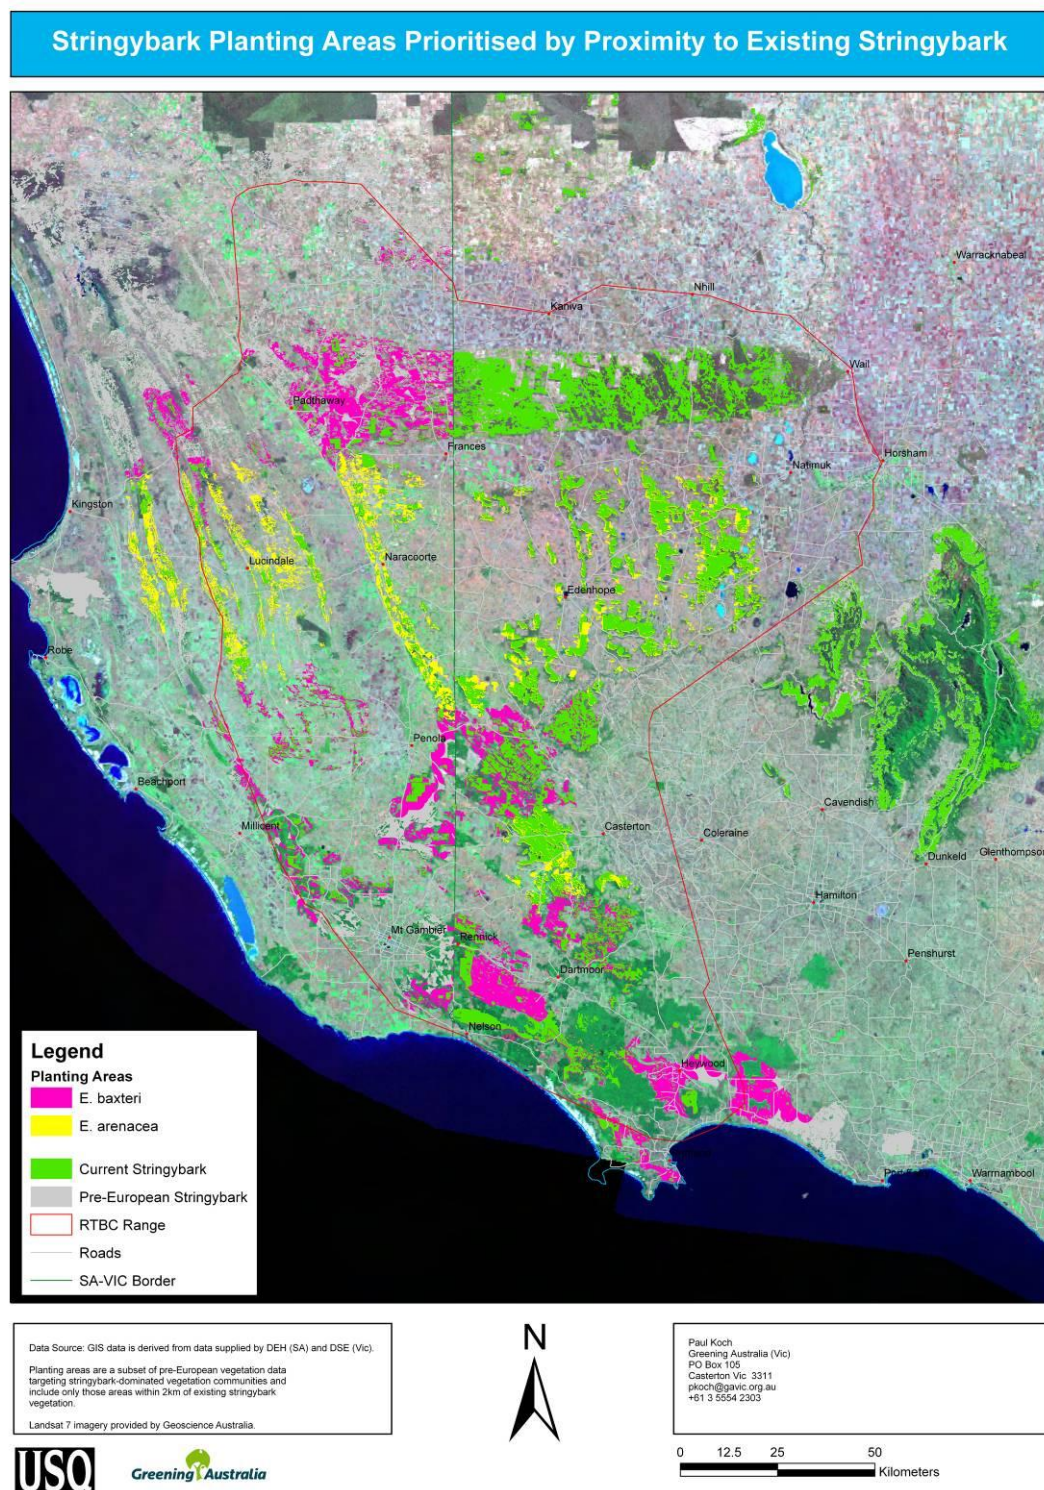 Stringybark Planting Areas Prioritised by Proximity to Existing Stringybark
Warracknabeal
Nhill
Kaniva
Wail
Padthaway
Frances
Horsham
Natimuk
Kingston
Naracoorte
Lucindale
Edenhope
Robe
Penola
Beachport
Cavendish
Millicent
Casterton
Coleraine
Glenthompson
Dunkeld
Hamilton
Mt Gambier
Rennick
Penshurst
Dartmoor
Nelson
Heywood
Warrnambool
Legend
Planting Areas
E. baxteri
E. arenacea
Current Stringybark
Pre-European Stringybark
RTBC Range
Roads
SA-VIC Border
Data Source: GIS data is derived from data supplied by DEH (SA) and DSE (Vic).
Planting areas are a subset of pre-European vegetation data
targeting stringybark-dominated vegetation communities and
include only those areas within 2km of existing stringybark
vegetation.
Landsat 7 imagery provided by Geoscience Australia.
N
Paul Koch
Greening Australia (Vic)
PO Box 105
Casterton Vic 3311
pkoch@gavic.org.au
+61 3 5554 2303
USQ
Greening Australia
0 12.5 25 50
Kilometers